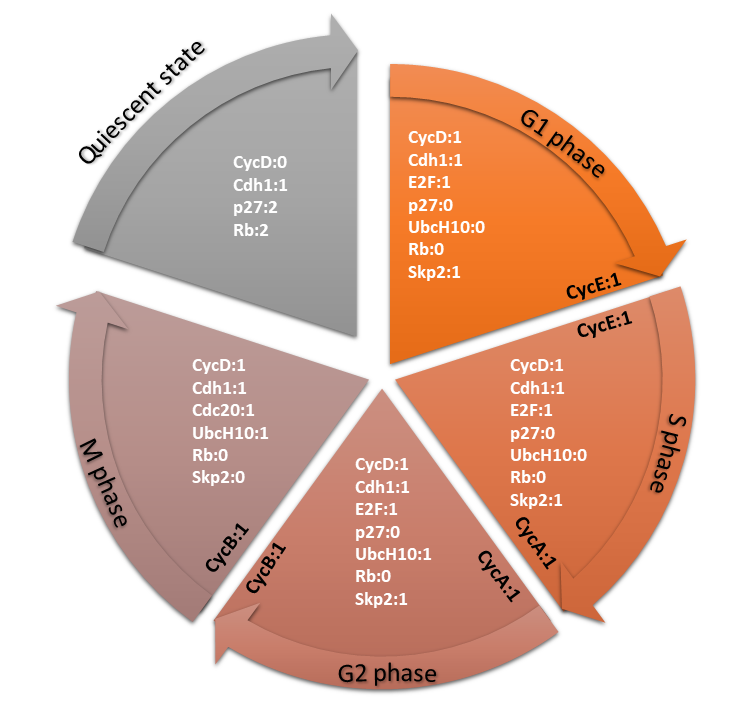 Quiescent state
CycD:0
Cdh1:1
p27:2
Rb:2
G1 phase
CycD:1
Cdh1:1
E2F:1
p27:0
UbcH10:0
Rb:0
Skp2:1
CycE:1
CycE:1
S phase
CycD:1
Cdh1:1
E2F:1
p27:0
UbcH10:0
Rb:0
Skp2:1
CycA:1
CycA:1
G2 phase
CycD:1
Cdh1:1
E2F:1
p27:0
UbcH10:1
Rb:0
Skp2:1
CycB:1
CycB:1
M phase
CycD:1
Cdh1:1
Cdc20:1
UbcH10:1
Rb:0
Skp2:0